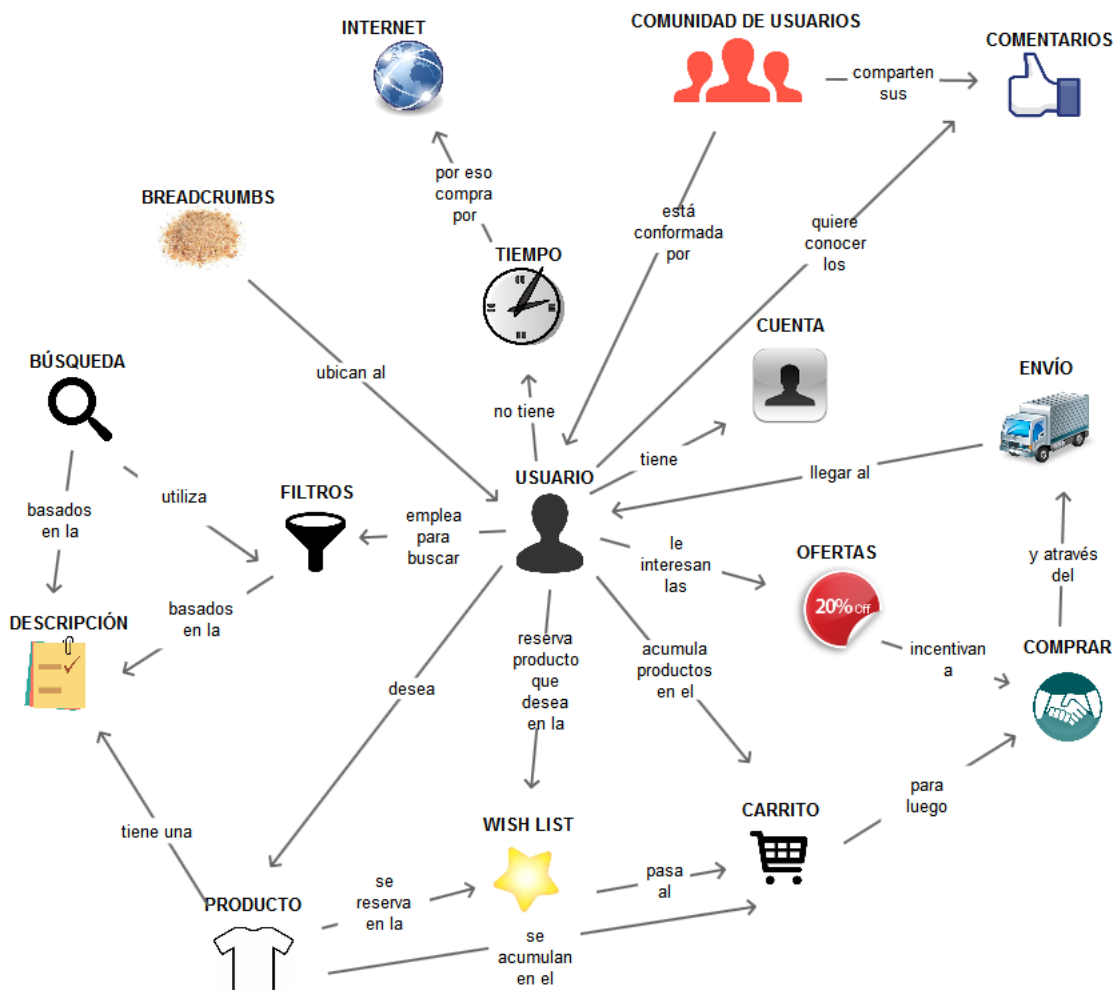 COMUNIDAD DE USUARIOS
INTERNET
COMENTARIOS
comparten
sus
por eso
compra
por
BREADCRUMBS
está
conformada
por
quiere
conocer
los
TIEMPO
CUENTA
BÚSQUEDA
ubican al
ENVÍO
no tiene
tiene
llegar al
USUARIO
utiliza
FILTROS
basados
en la
emplea
para
buscar
le
interesan
las
OFERTAS
y através
del
20% Off
basados
en la
DESCRIPCIÓN
reserva
producto
que
desea
en la
acumula
productos
en el
incentivan
a
COMPRAR
desea
para
luego
tiene una
WISH LIST
CARRITO
se
reserva
en la
pasa
al
PRODUCTO
se
acumulan
en el